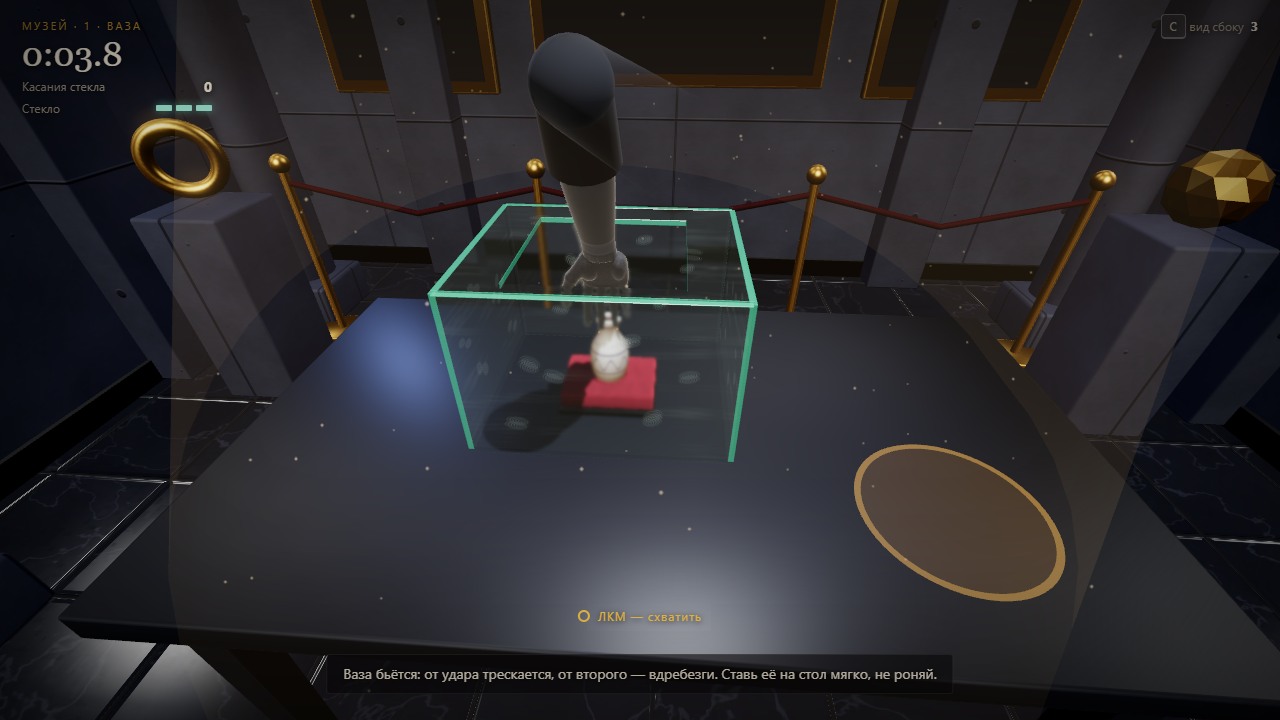 МУЗЕЙ · 1 · ВАЗА
0:03.8
Касания стекла 0
Стекло
C вид сбоку 3
ЛКМ — схватить
Ваза бьётся: от удара трескается, от второго — вдребезги. Ставь её на стол мягко, не роняй.